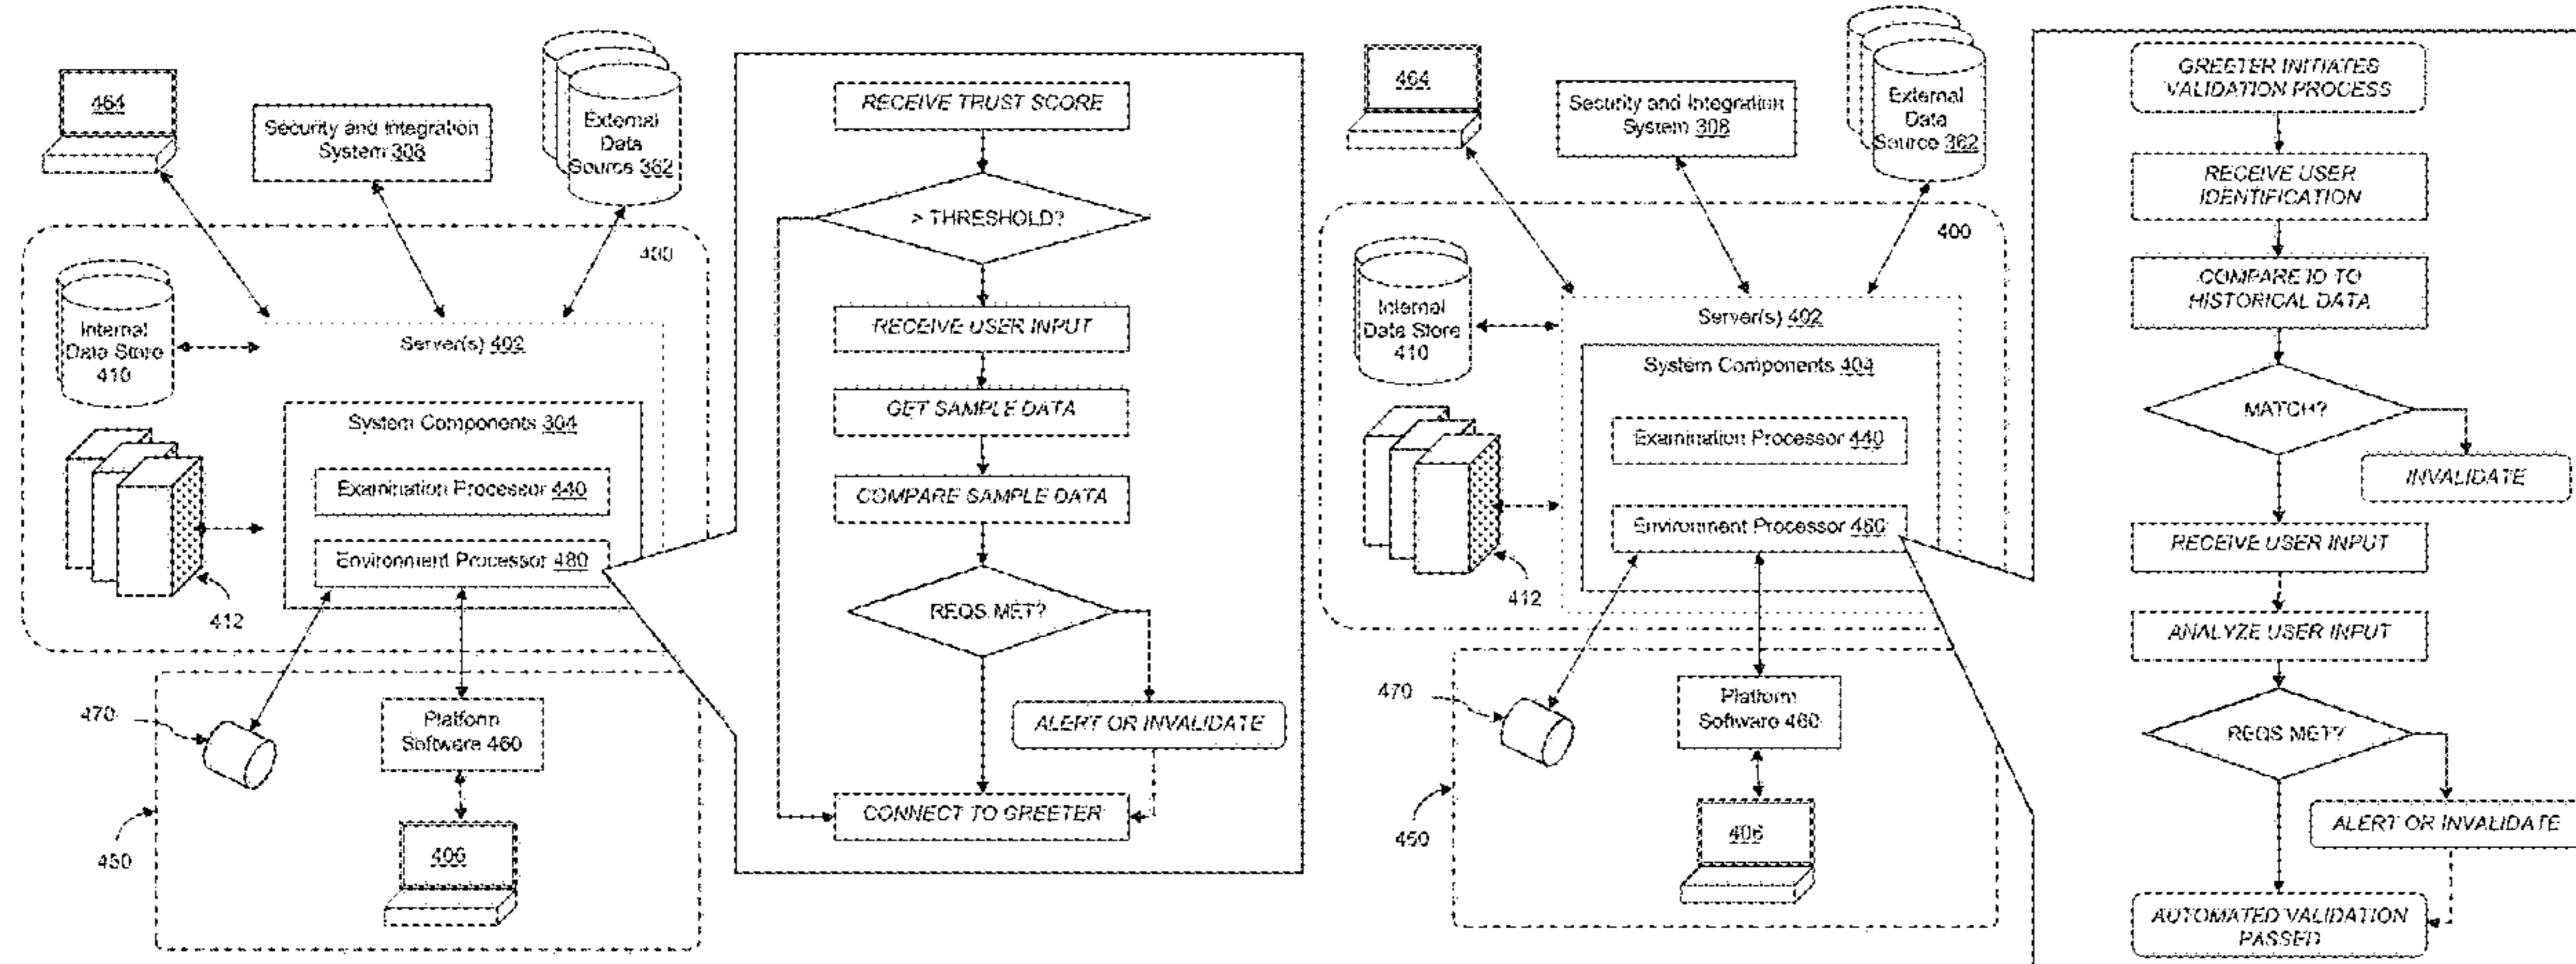 464
Security and Integration
System 308
External
Data
Source 362
400
Internal
Data Store
410
Server(s) 402
System Components 304
Examination Processor 440
Environment Processor 480
412
470
Platform
Software 460
450
406
RECEIVE TRUST SCORE
> THRESHOLD?
RECEIVE USER INPUT
GET SAMPLE DATA
COMPARE SAMPLE DATA
REQS MET?
ALERT OR INVALIDATE
CONNECT TO GREETER
464
Security and Integration
System 308
External
Data
Source 362
400
Internal
Data Store
410
Server(s) 402
System Components 404
Examination Processor 440
Environment Processor 480
412
470
Platform
Software 460
450
406
GREETER INITIATES
VALIDATION PROCESS
RECEIVE USER
IDENTIFICATION
COMPARE ID TO
HISTORICAL DATA
MATCH?
INVALIDATE
RECEIVE USER INPUT
ANALYZE USER INPUT
REQS MET?
ALERT OR INVALIDATE
AUTOMATED VALIDATION
PASSED